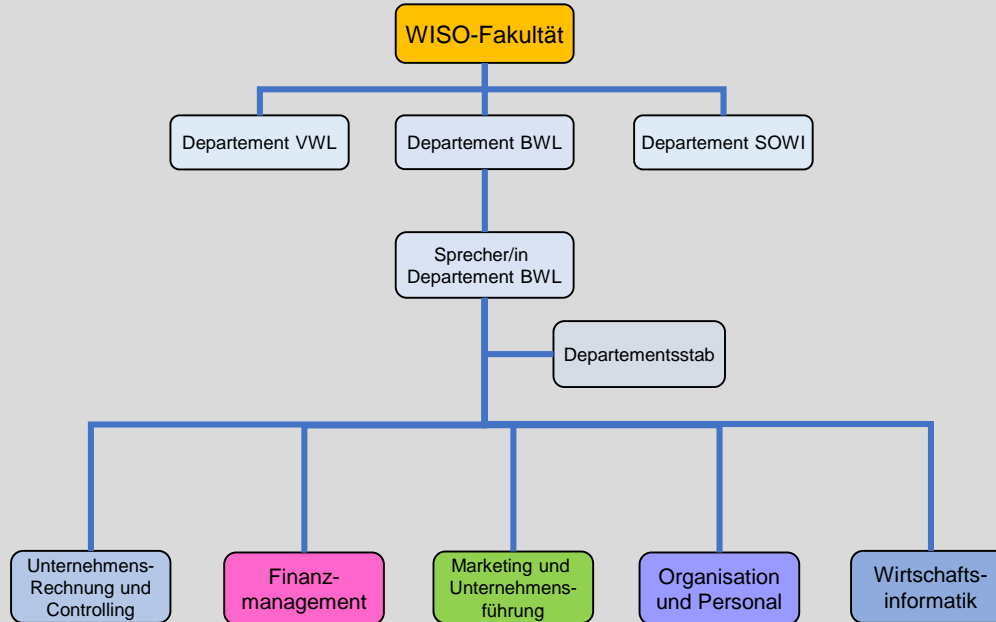 WISO-Fakultät
Departement VWL
Departement BWL
Departement SOWI
Sprecher/in
Departement BWL
Departementsstab
Unternehmens-
Rechnung und
Controlling
Finanz-
management
Marketing und
Unternehmens-
führung
Organisation
und Personal
Wirtschafts-
informatik